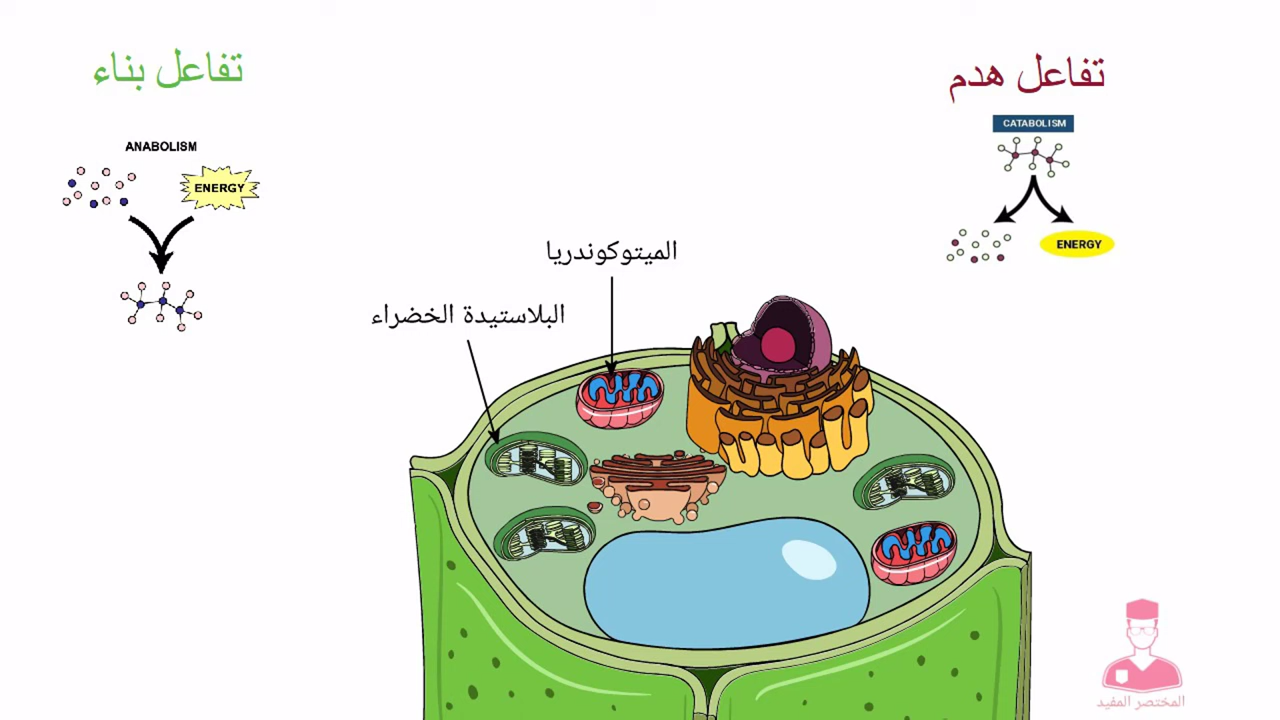 تفاعل هدم
تفاعل بناء
CATABOLISM
ENERGY
ANABOLISM
ENERGY
الميتوكوندريا
البلاستيدة الخضراء
المختصر المفيد